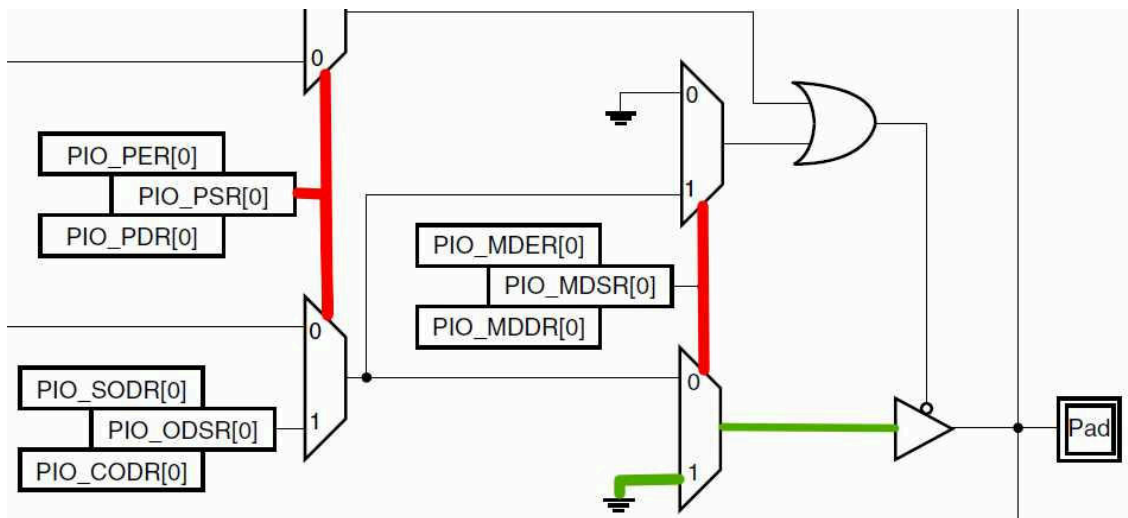 0
PIO_PER[0]
PIO_PSR[0]
PIO_PDR[0]
0
1
PIO_MDER[0]
PIO_MDSR[0]
PIO_MDDR[0]
0
1
PIO_SODR[0]
PIO_ODSR[0]
PIO_CODR[0]
0
1
Pad